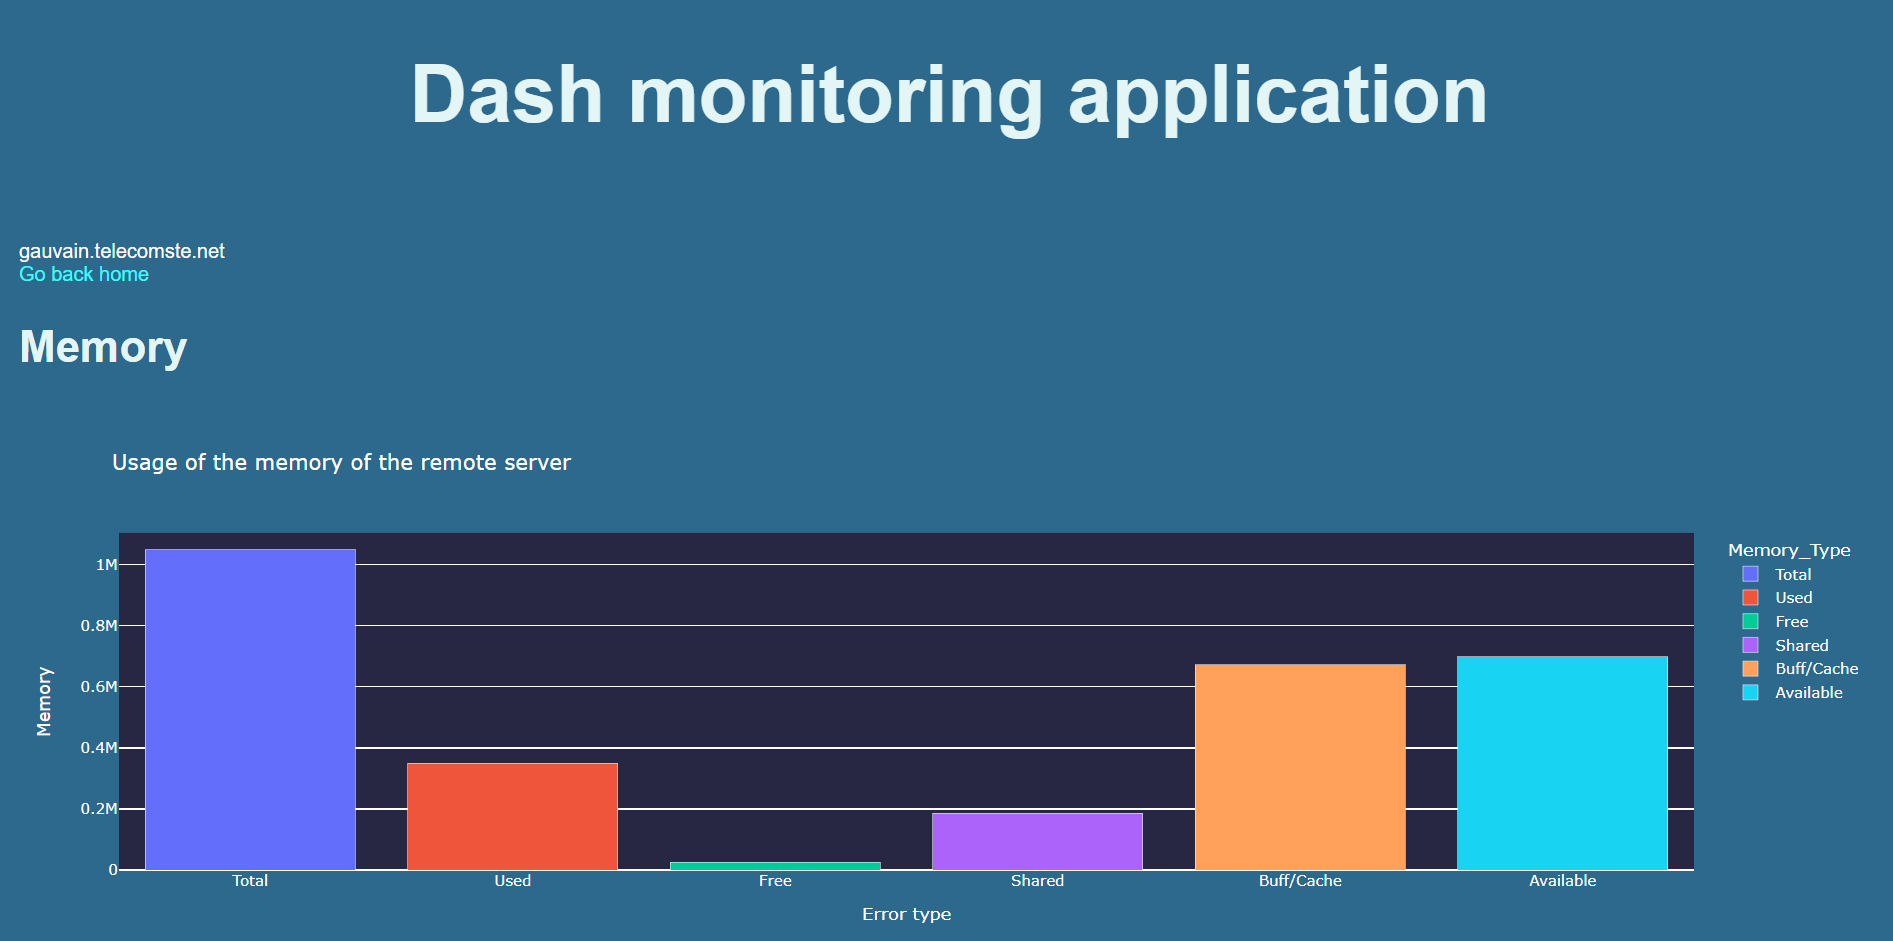 Dash monitoring application
gauvain.telecomste.net
Go back home
Memory
Usage of the memory of the remote server
Memory
1M
0.8M
0.6M
0.4M
0.2M
0
Total
Used
Free
Shared
Buff/Cache
Available
Error type
Memory_Type
Total
Used
Free
Shared
Buff/Cache
Available